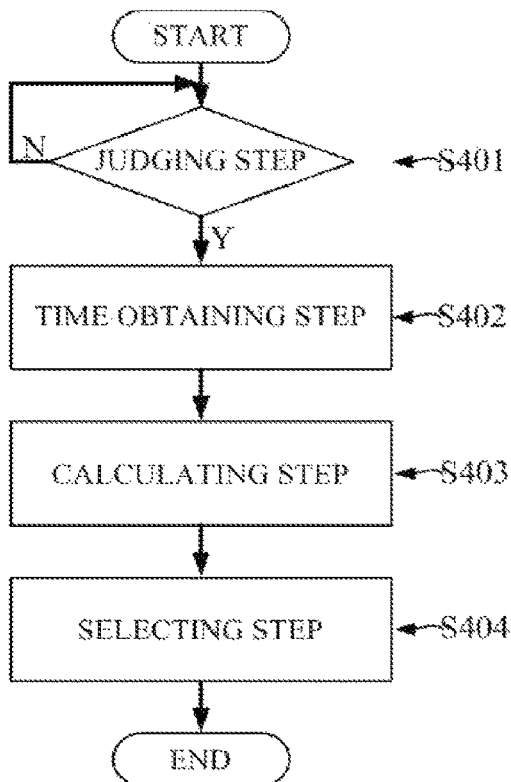 START
N
JUDGING STEP
S401
Y
TIME OBTAINING STEP
S402
CALCULATING STEP
S403
SELECTING STEP
S404
END